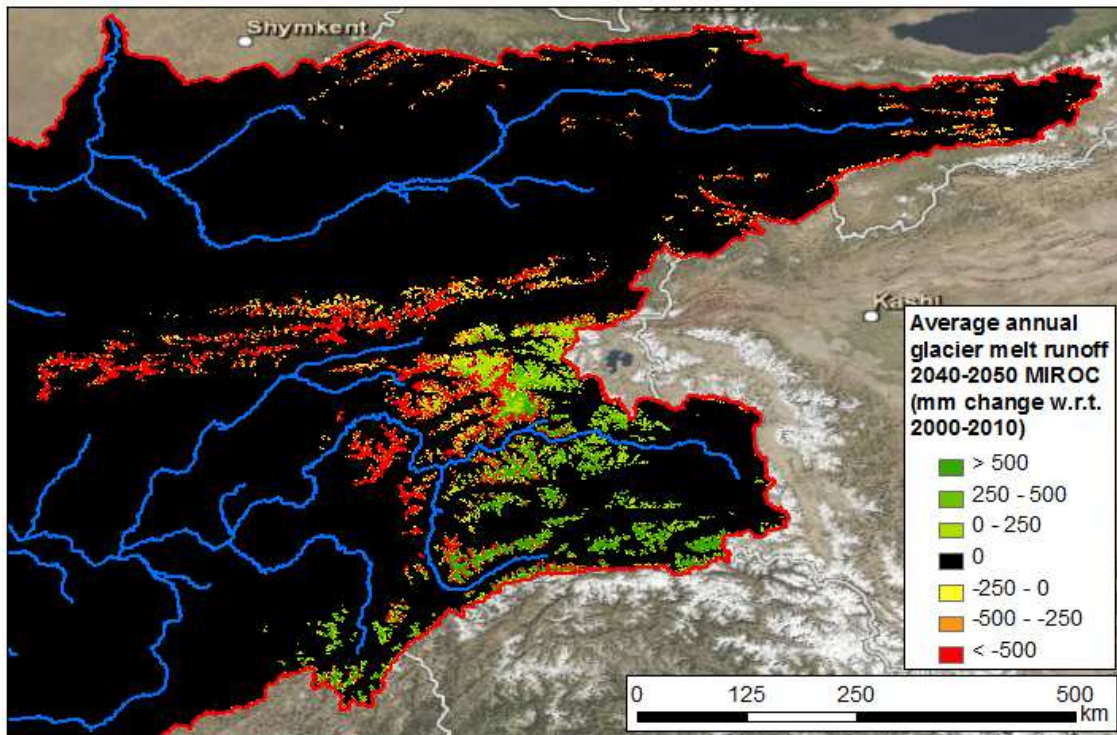 Shymkent
Kashi
Average annual
glacier melt runoff
2040-2050 MIROC
(mm change w.r.t.
2000-2010)
> 500
250 - 500
0 - 250
0
-250 - 0
-500 - -250
< -500
0 125 250 500
km